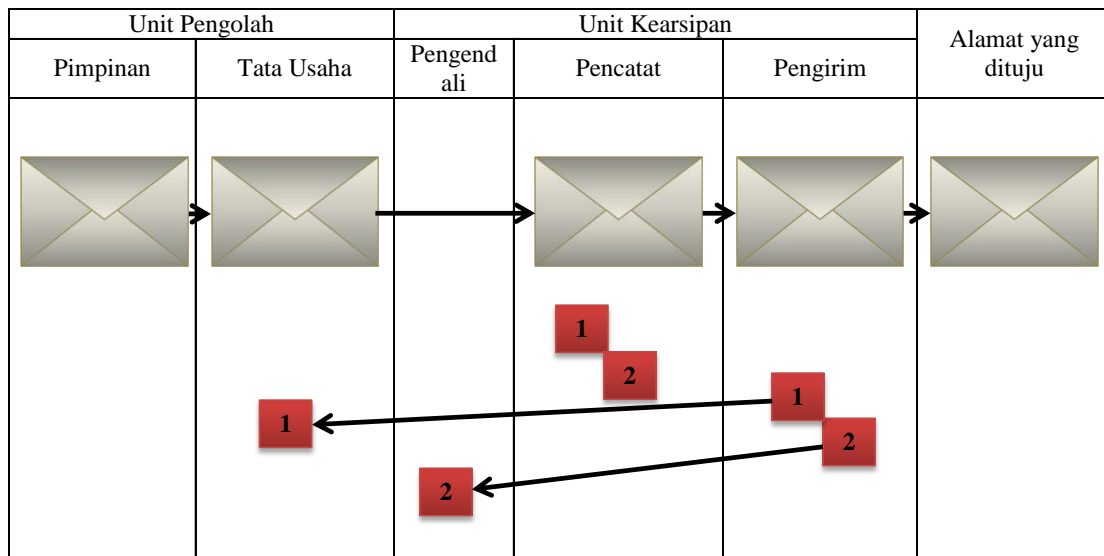 Unit Pengolah
Unit Kearsipan
Alamat yang
dituju
Pimpinan
Tata Usaha
Pengend
ali
Pencatat
Pengirim
1
2
1
1
2
2